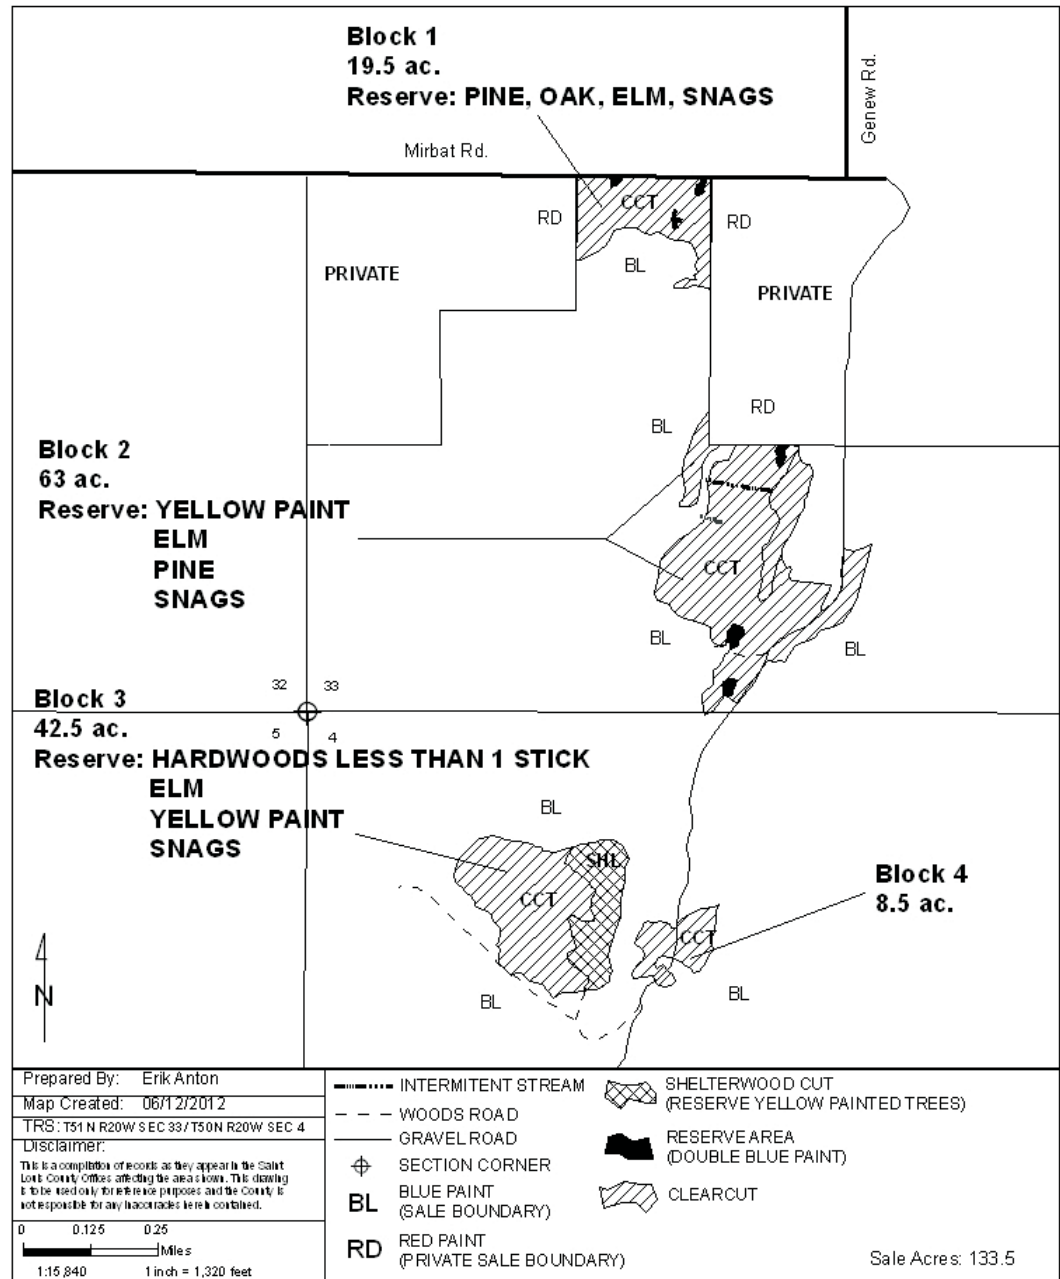 Block 1
19.5 ac.
Reserve: PINE, OAK, ELM, SNAGS
Genew Rd.
Mirbat Rd.
CCT
RD
RD
BL
PRIVATE
PRIVATE
RD
BL
Block 2
63 ac.
Reserve: YELLOW PAINT
ELM
PINE
SNAGS
CCT
BL
BL
32 33
Block 3
42.5 ac.
5 4
Reserve: HARDWOODS LESS THAN 1 STICK
ELM
YELLOW PAINT
SNAGS
BL
SHL
CCT
Block 4
8.5 ac.
CCT
BL
BL
N
Prepared By: Erik Anton
Map Created: 06/12/2012
TRS: T51N R20W SEC 33/T50N R20W SEC 4
Disclaimer:
This is a compilation of records as they appear in the Saint
Louis County Offices affecting the area shown. This drawing
is to be used only for reference purposes and the County is
not responsible for any inaccuracies herein contained.
0 0.125 0.25
Miles
1:15,840 1 inch = 1,320 feet
INTERMITENT STREAM
WOODS ROAD
GRAVEL ROAD
SECTION CORNER
BL BLUE PAINT
(SALE BOUNDARY)
RD RED PAINT
(PRIVATE SALE BOUNDARY)
SHELTERWOOD CUT
(RESERVE YELLOW PAINTED TREES)
RESERVE AREA
(DOUBLE BLUE PAINT)
CLEARCUT
Sale Acres: 133.5